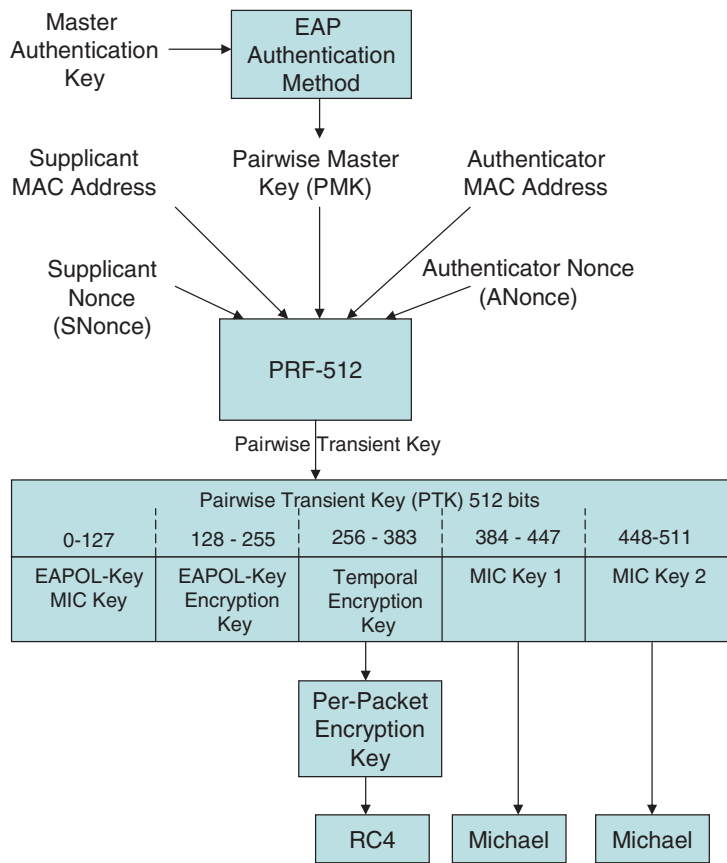 Master
Authentication
Key
EAP
Authentication
Method
Supplicant
MAC Address
Pairwise Master
Key (PMK)
Authenticator
MAC Address
Supplicant
Nonce
(SNonce)
Authenticator Nonce
(ANonce)
PRF-512
Pairwise Transient Key
Pairwise Transient Key (PTK) 512 bits
0-127
128 - 255
256 - 383
384 - 447
448-511
EAPOL-Key
MIC Key
EAPOL-Key
Encryption
Key
Temporal
Encryption
Key
MIC Key 1
MIC Key 2
Per-Packet
Encryption
Key
RC4
Michael
Michael